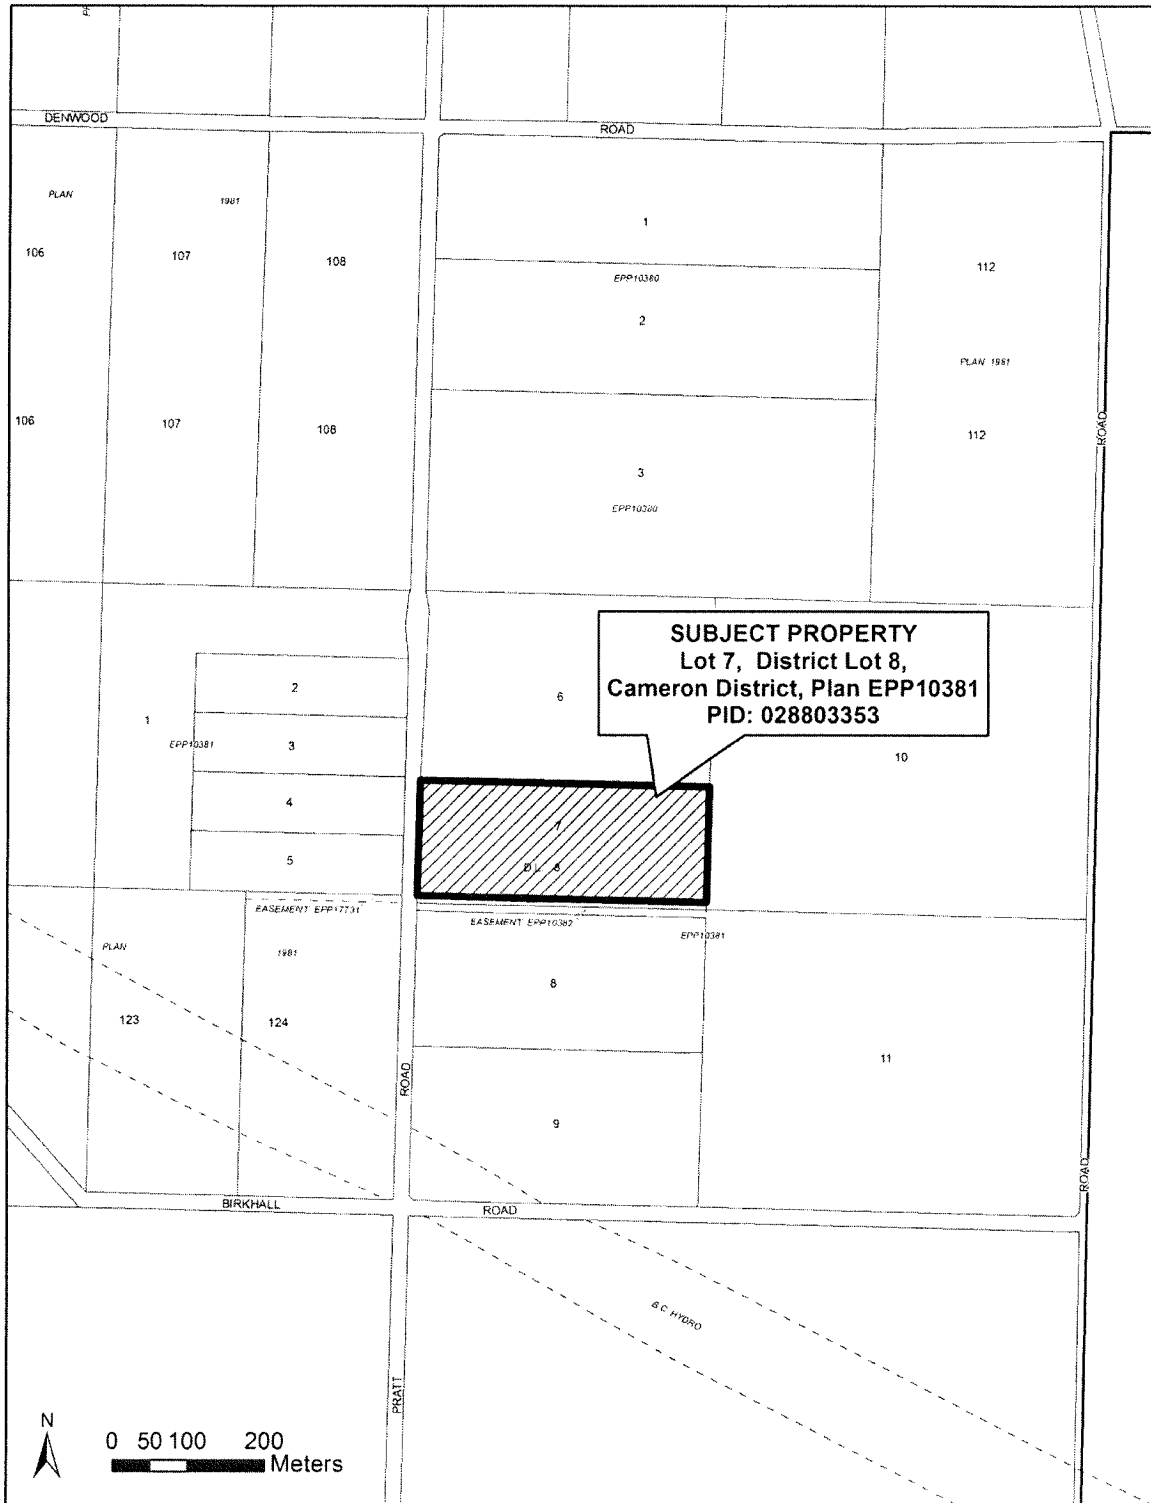 DENWOOD
ROAD
PLAN
1981
1
106
107
108
112
EPP10380
2
PLAN 1981
ROAD
106
107
108
112
3
EPP10380
SUBJECT PROPERTY
Lot 7, District Lot 8,
Cameron District, Plan EPP10381
PID: 028803353
2
6
1
3
EPP10381
10
4
7
5
D L 8
EASEMENT EPP17731
EASEMENT EPP10382
EPP10381
PLAN
1981
8
123
124
11
ROAD
9
ROAD
BIRKHALL
ROAD
B C HYDRO
PRATT
N
0 50 100 200
Meters